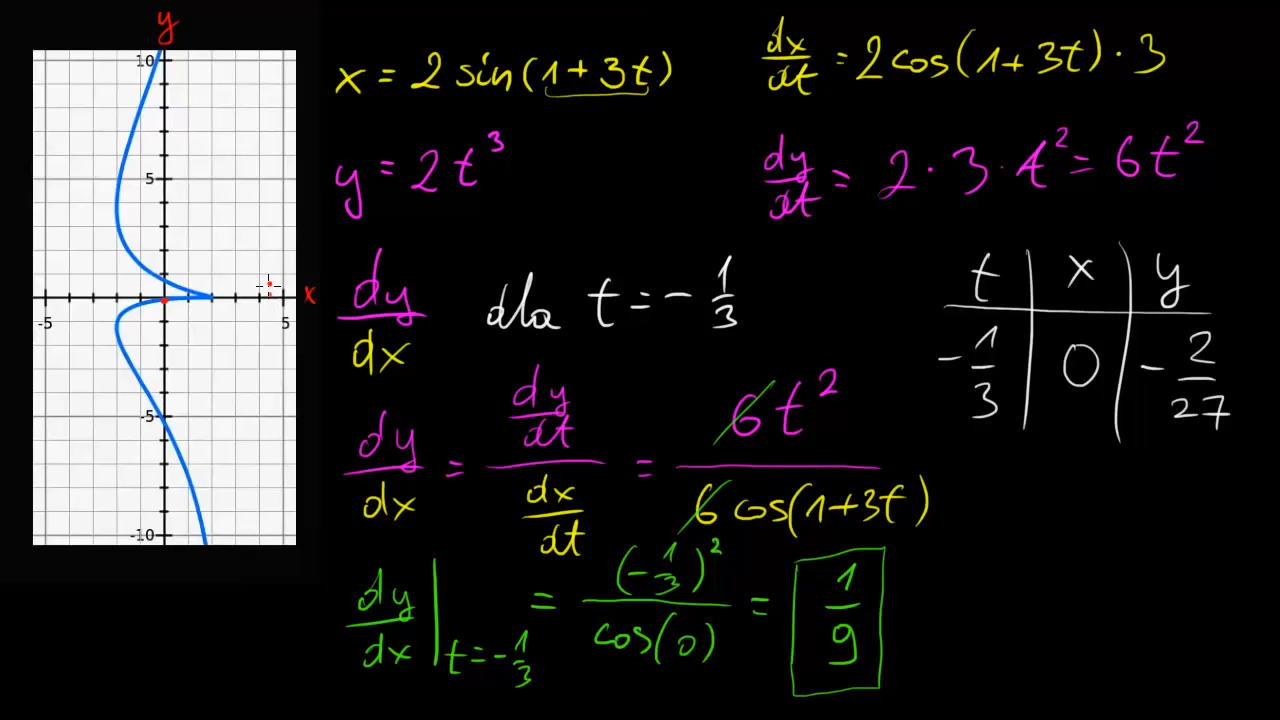 y
10
5
-5
5
x
-5
-10
x = 2 sin(1+3t)
dx/dt = 2cos(1+3t)·3
y = 2t³
dy/dt = 2·3·t² = 6t²
dy/dx dla t = -1/3
t | x | y
-1/3 | 0 | -2/27
dy/dx = (dy/dt)/(dx/dt) = 6t²/(6cos(1+3t))
dy/dx |t=-1/3 = (-1/3)²/cos(0) = 1/9